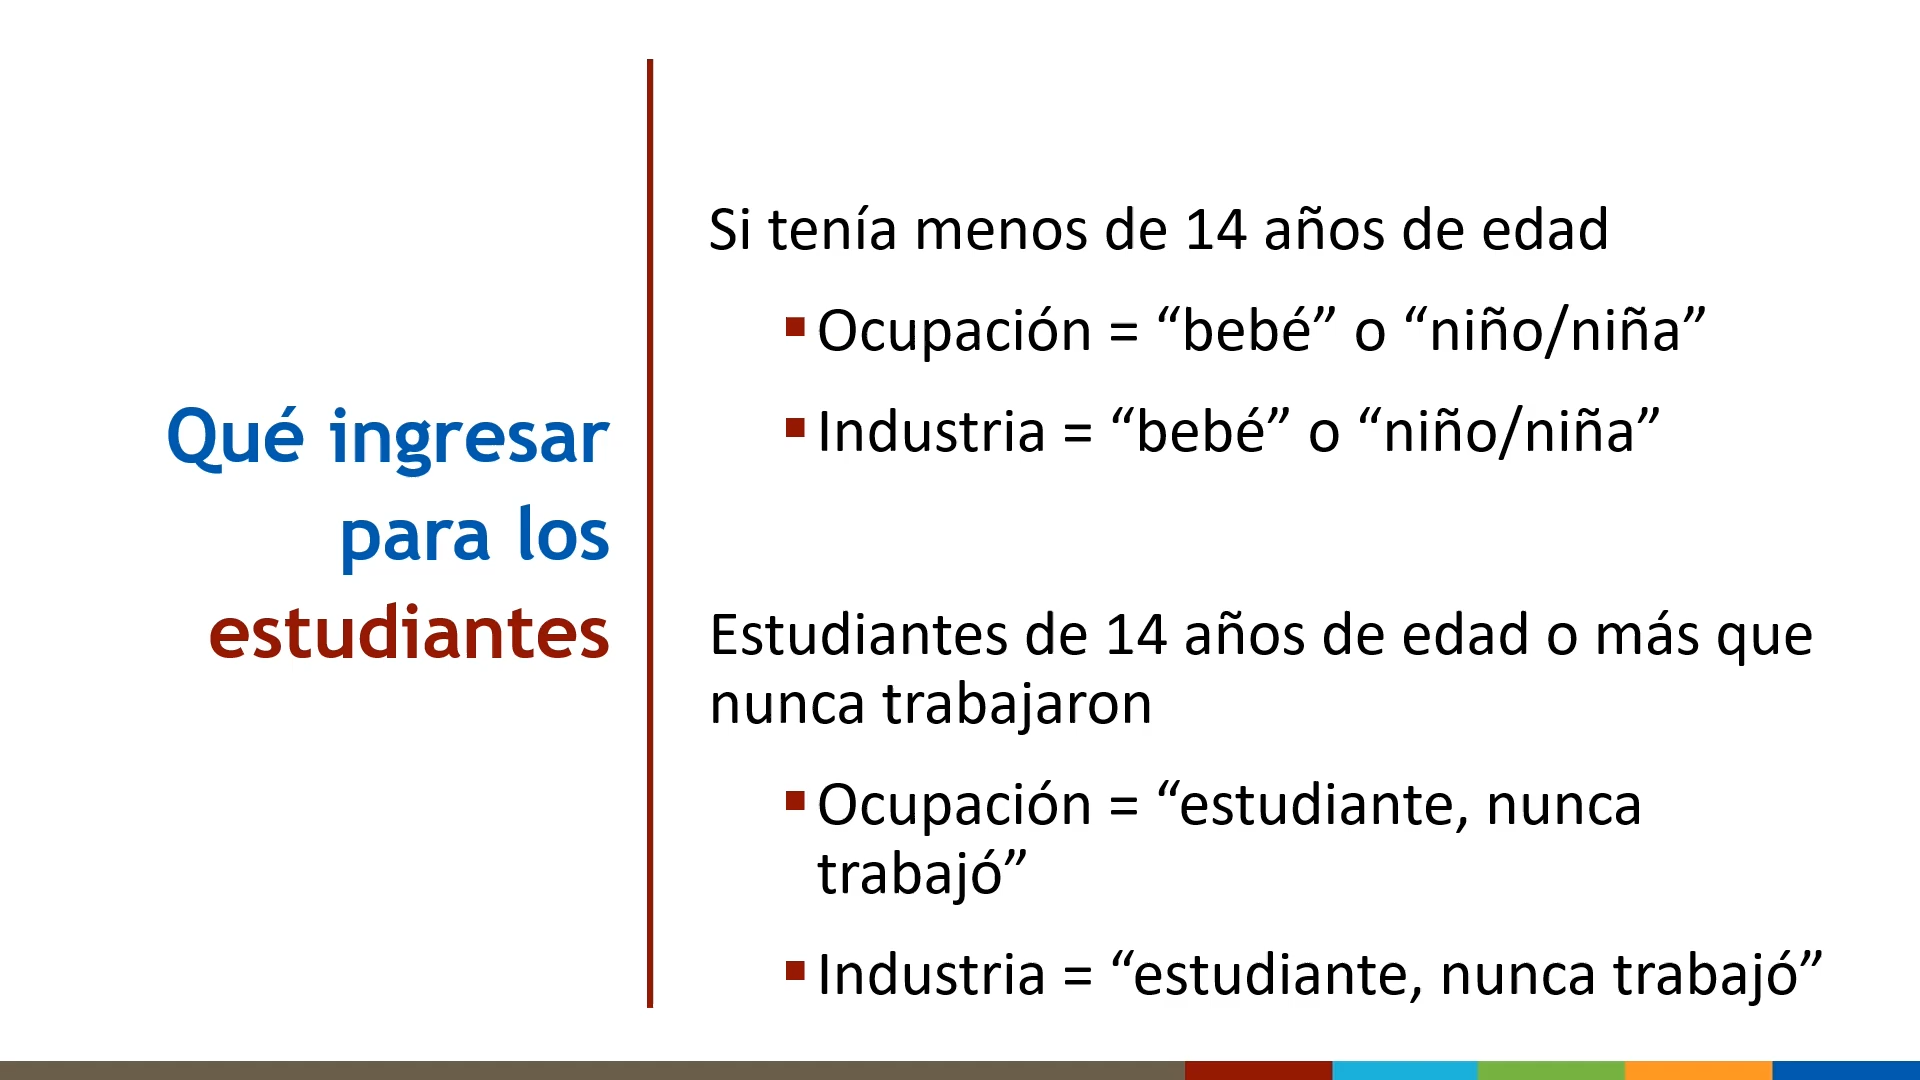 Qué ingresar
para los
estudiantes
Si tenía menos de 14 años de edad
▪Ocupación = “bebé” o “niño/niña”
▪Industria = “bebé” o “niño/niña”
Estudiantes de 14 años de edad o más que
nunca trabajaron
▪Ocupación = “estudiante, nunca
trabajó”
▪Industria = “estudiante, nunca trabajó”